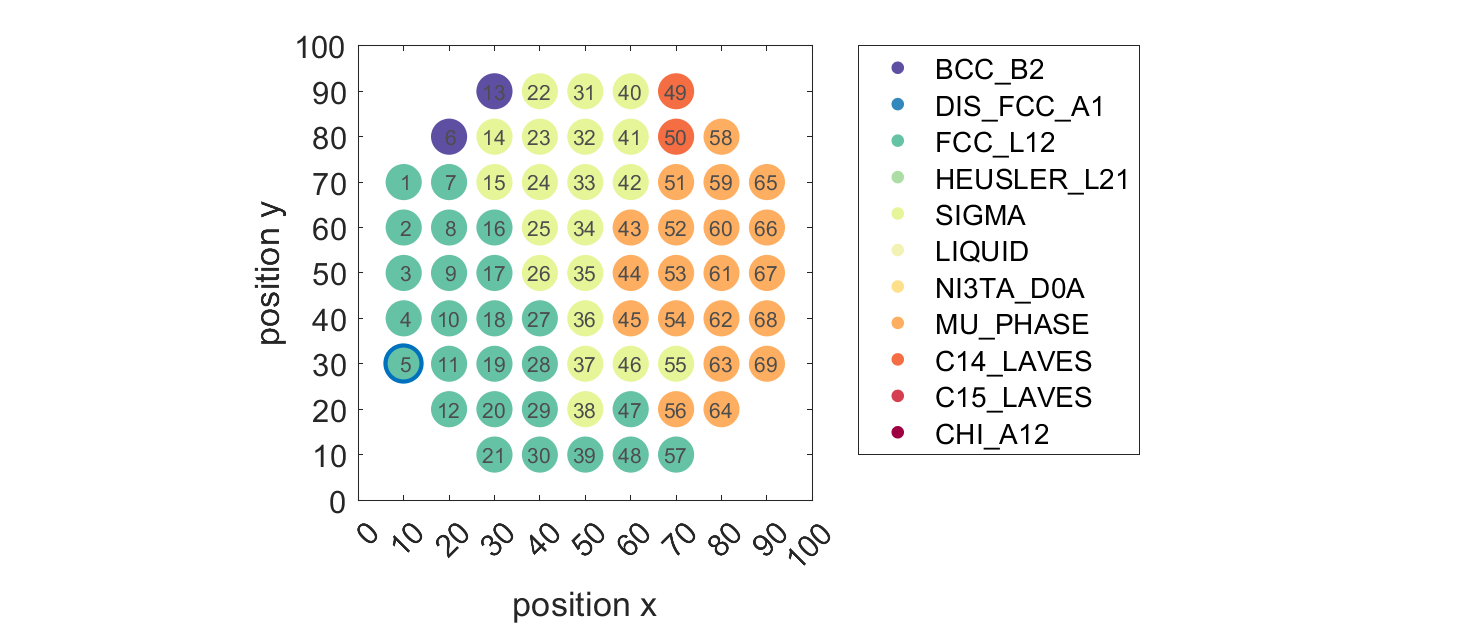 100
90
80
70
60
50
40
30
20
10
0
position y
13 22 31 40 49
6 14 23 32 41 50 58
1 7 15 24 33 42 51 59 65
2 8 16 25 34 43 52 60 66
3 9 17 26 35 44 53 61 67
4 10 18 27 36 45 54 62 68
5 11 19 28 37 46 55 63 69
12 20 29 38 47 56 64
21 30 39 48 57
0 10 20 30 40 50 60 70 80 90 100
position x
BCC_B2
DIS_FCC_A1
FCC_L12
HEUSLER_L21
SIGMA
LIQUID
NI3TA_D0A
MU_PHASE
C14_LAVES
C15_LAVES
CHI_A12